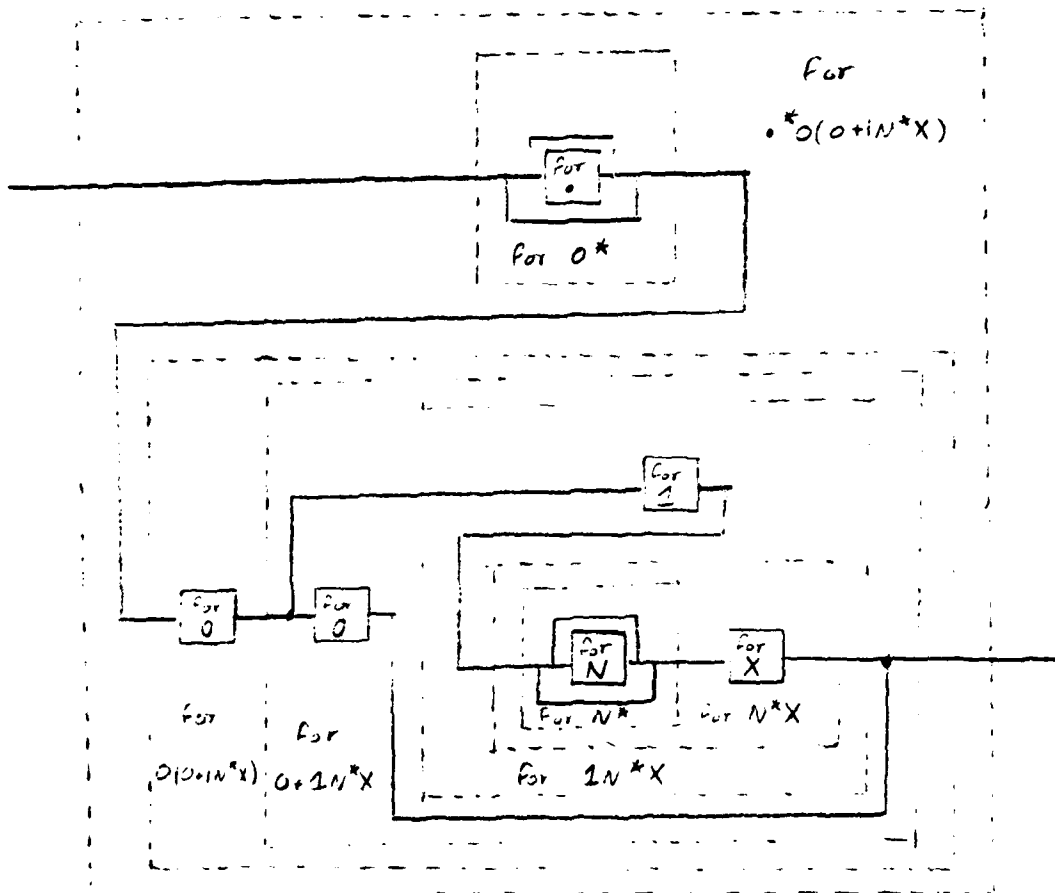 For
•*0(0+1N*X)
For
•
For 0*
For
1
For
0
For
0
For
N
For
X
For N*
For N*X
For
0(0+1N*X)
For
0+1N*X
For 1N*X